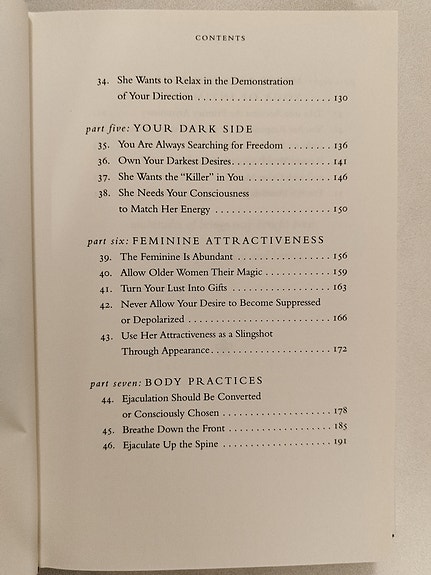 CONTENTS
34. She Wants to Relax in the Demonstration
of Your Direction . . . . . . . . . . . . . . . . . . . . . . . . 130
part five: YOUR DARK SIDE
35. You Are Always Searching for Freedom . . . . . . . . 136
36. Own Your Darkest Desires. . . . . . . . . . . . . . . . . . 141
37. She Wants the “Killer” in You . . . . . . . . . . . . . . . 146
38. She Needs Your Consciousness
to Match Her Energy . . . . . . . . . . . . . . . . . . . . . 150
part six: FEMININE ATTRACTIVENESS
39. The Feminine Is Abundant . . . . . . . . . . . . . . . . . 156
40. Allow Older Women Their Magic . . . . . . . . . . . . . 159
41. Turn Your Lust Into Gifts . . . . . . . . . . . . . . . . . . 163
42. Never Allow Your Desire to Become Suppressed
or Depolarized . . . . . . . . . . . . . . . . . . . . . . . . . 166
43. Use Her Attractiveness as a Slingshot
Through Appearance. . . . . . . . . . . . . . . . . . . . . . 172
part seven: BODY PRACTICES
44. Ejaculation Should Be Converted
or Consciously Chosen . . . . . . . . . . . . . . . . . . . . 178
45. Breathe Down the Front . . . . . . . . . . . . . . . . . . . 185
46. Ejaculate Up the Spine . . . . . . . . . . . . . . . . . . . . 191